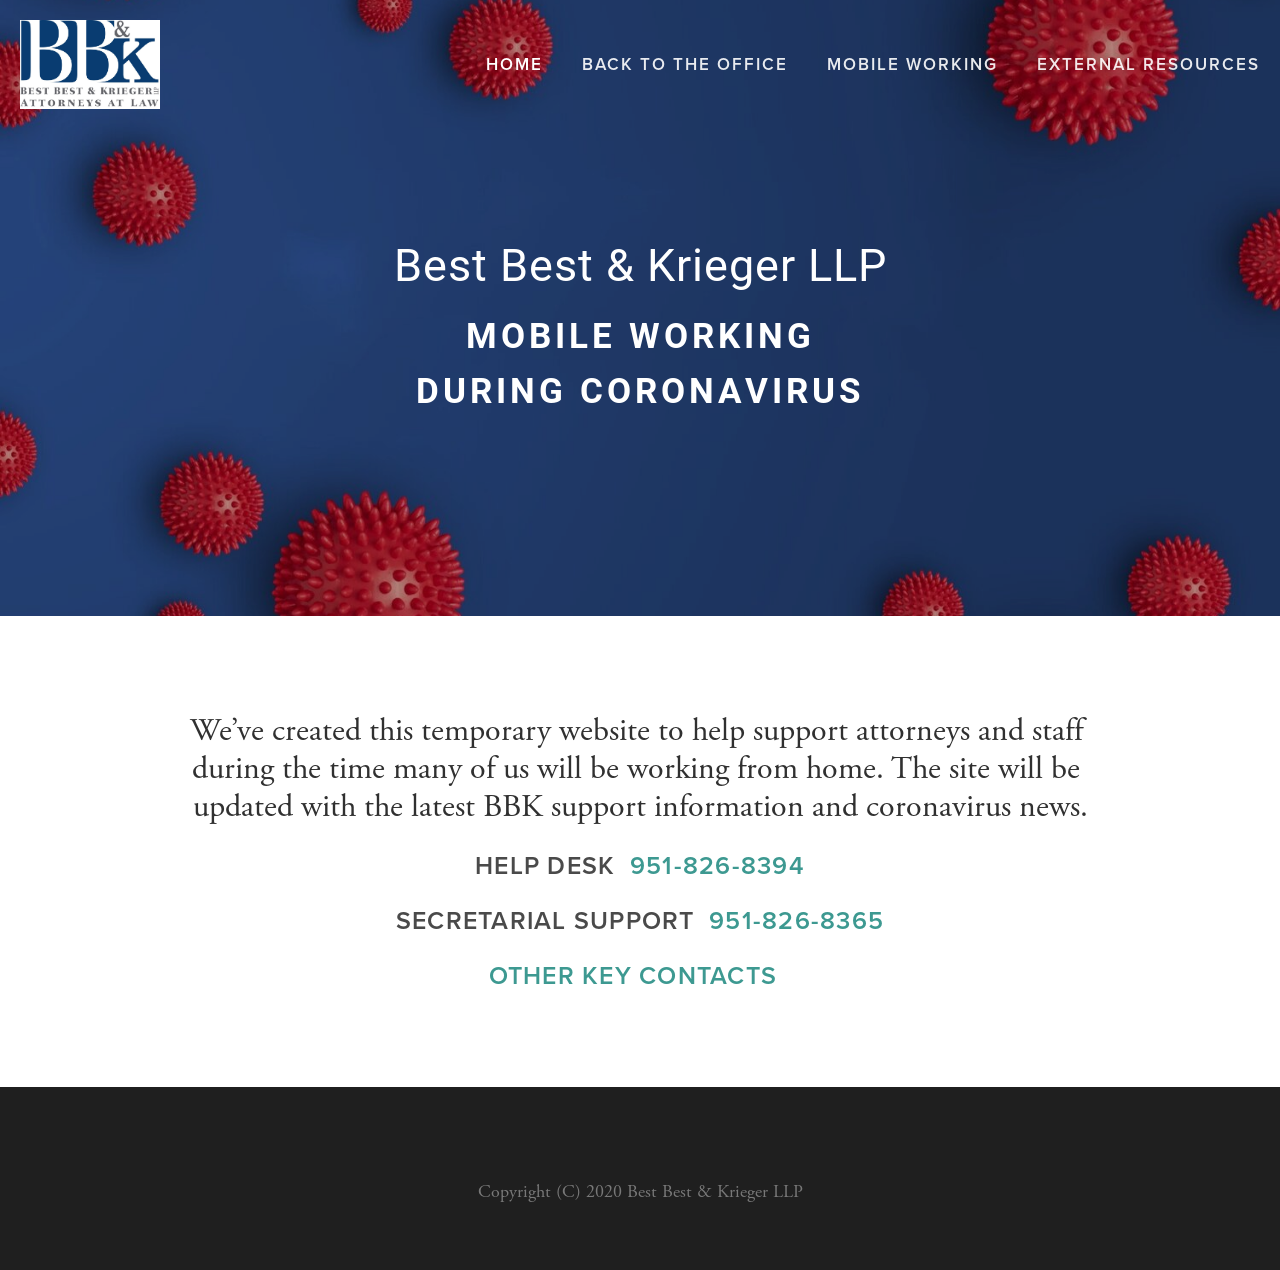 BB&K
BEST BEST & KRIEGER LLP
ATTORNEYS AT LAW
HOME
BACK TO THE OFFICE
MOBILE WORKING
EXTERNAL RESOURCES
Best Best & Krieger LLP
MOBILE WORKING
DURING CORONAVIRUS
We’ve created this temporary website to help support attorneys and staff
during the time many of us will be working from home. The site will be
updated with the latest BBK support information and coronavirus news.
HELP DESK 951-826-8394
SECRETARIAL SUPPORT 951-826-8365
OTHER KEY CONTACTS
Copyright (C) 2020 Best Best & Krieger LLP